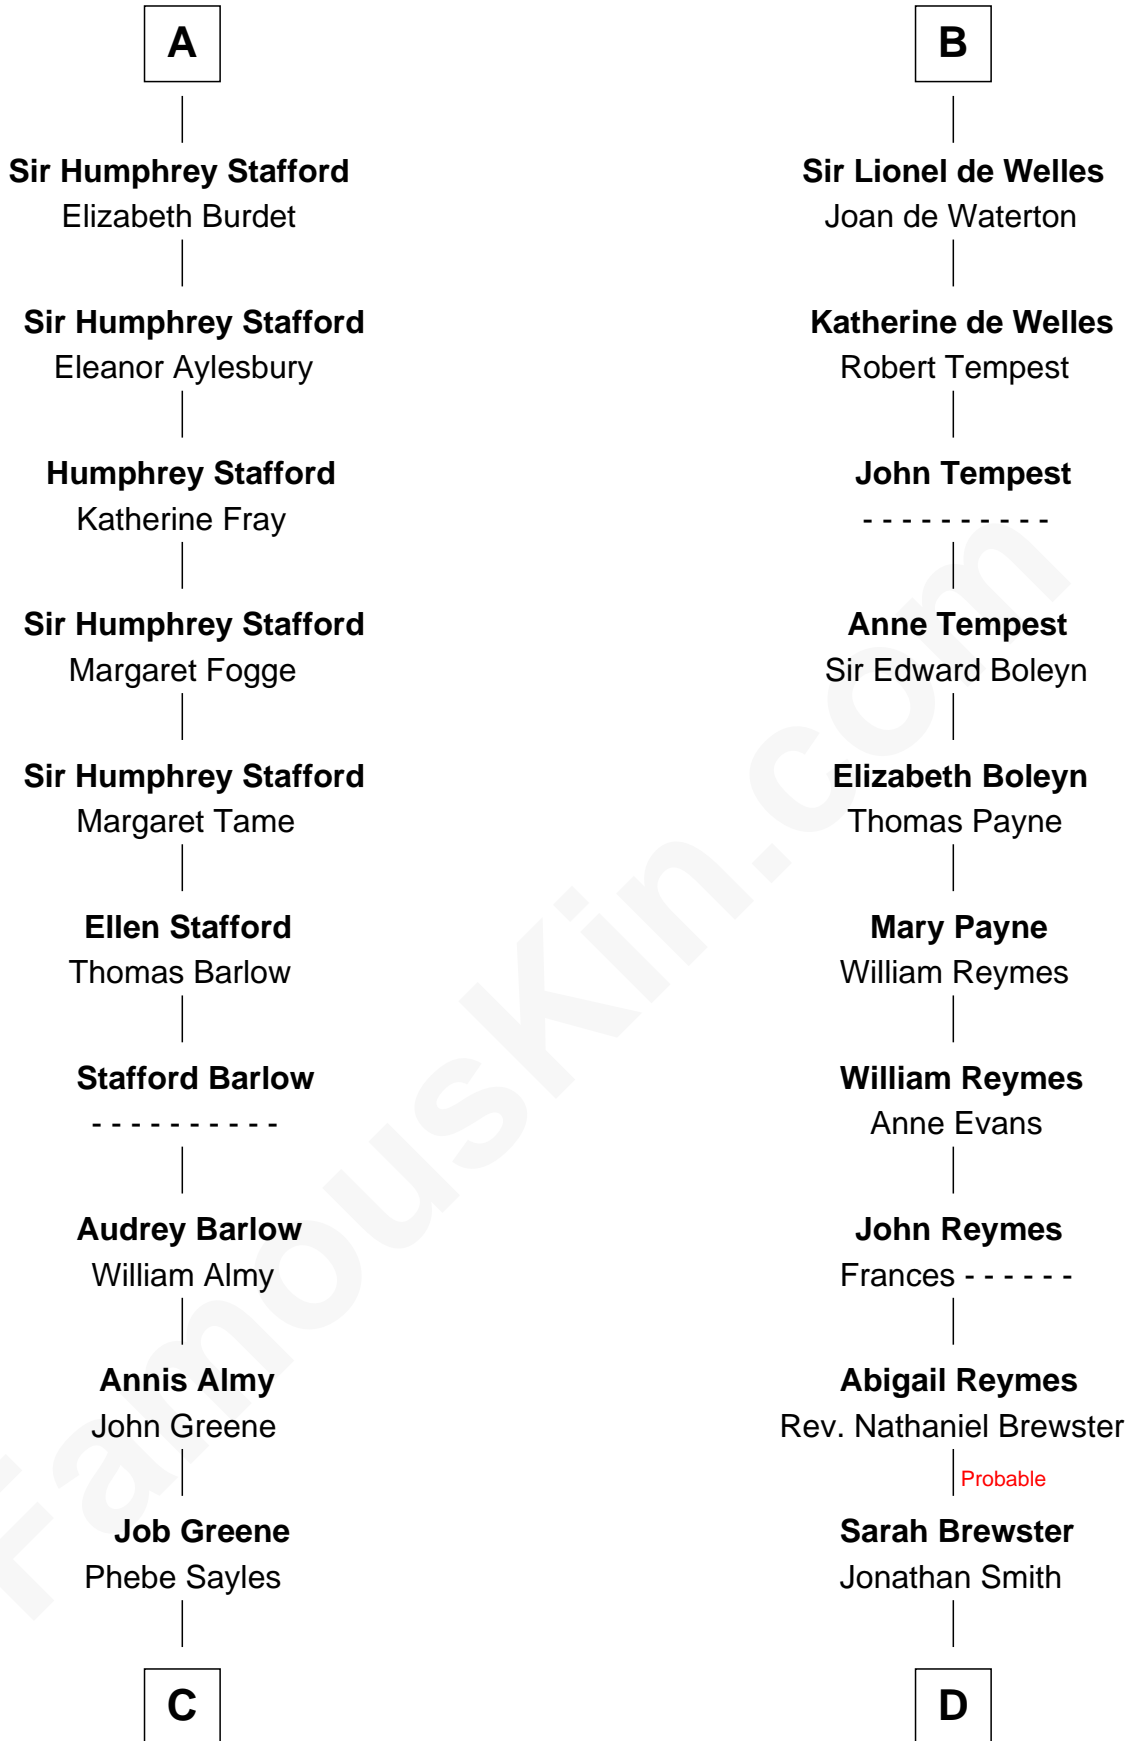 A
Sir Humphrey Stafford
Elizabeth Burdet
Sir Humphrey Stafford
Eleanor Aylesbury
Humphrey Stafford
Katherine Fray
Sir Humphrey Stafford
Margaret Fogge
Sir Humphrey Stafford
Margaret Tame
Ellen Stafford
Thomas Barlow
Stafford Barlow
- - - - - - - - - -
Audrey Barlow
William Almy
Annis Almy
John Greene
Job Greene
Phebe Sayles
C
B
Sir Lionel de Welles
Joan de Waterton
Katherine de Welles
Robert Tempest
John Tempest
- - - - - - - - - -
Anne Tempest
Sir Edward Boleyn
Elizabeth Boleyn
Thomas Payne
Mary Payne
William Reymes
William Reymes
Anne Evans
John Reymes
Frances - - - - - -
Abigail Reymes
Rev. Nathaniel Brewster
Probable
Sarah Brewster
Jonathan Smith
D
FamousKin.com